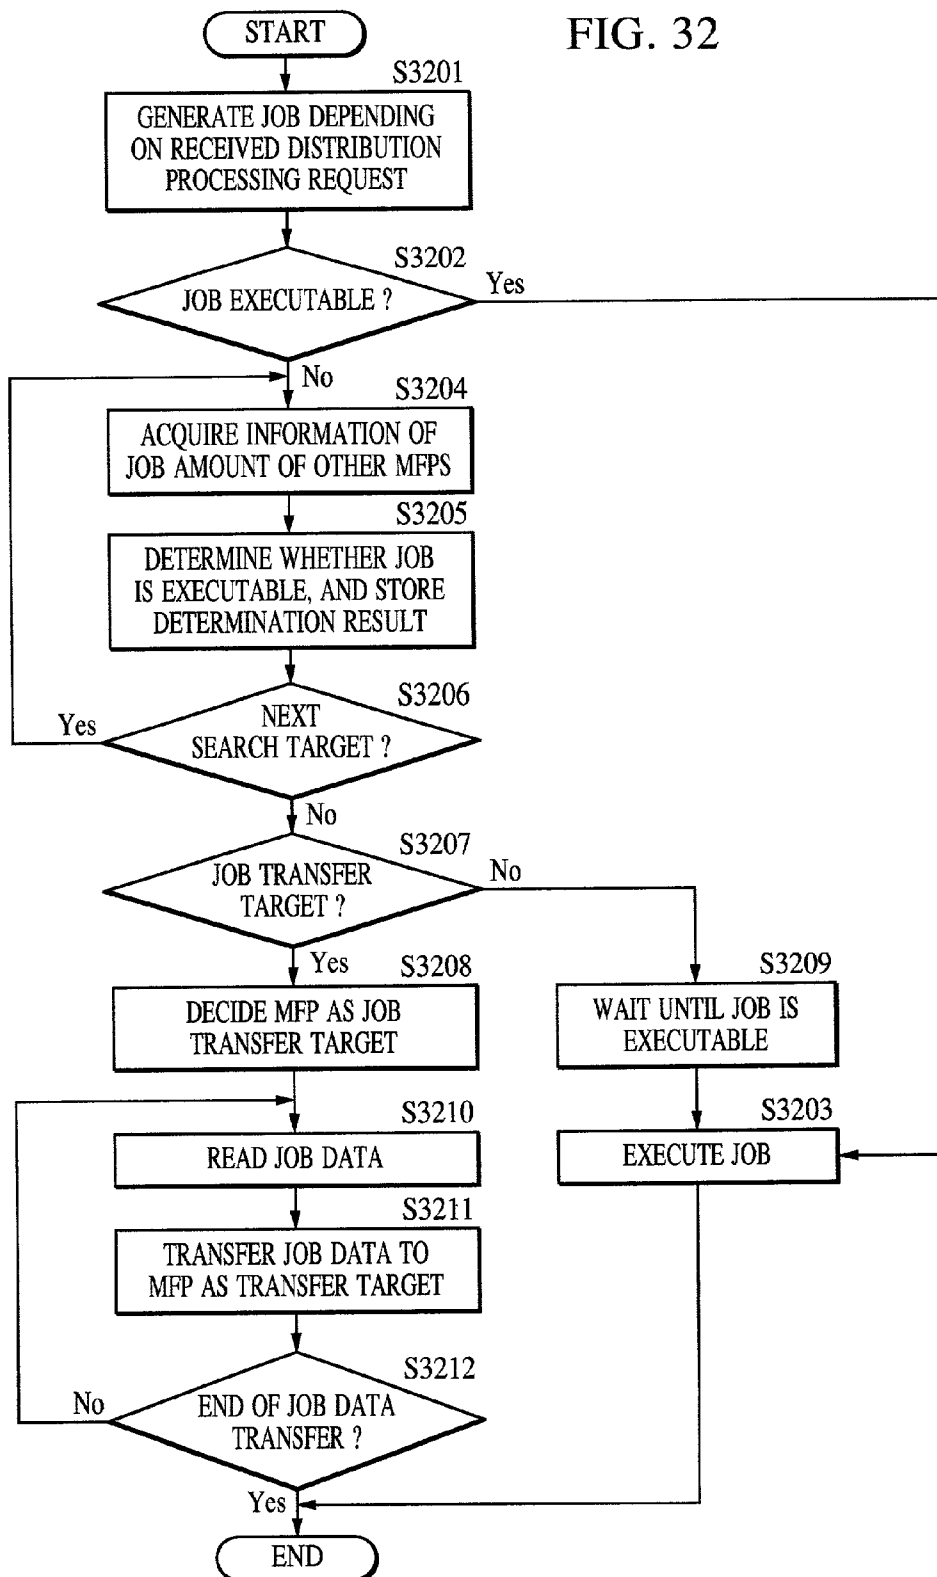 FIG. 32
START
S3201
GENERATE JOB DEPENDING
ON RECEIVED DISTRIBUTION
PROCESSING REQUEST
S3202
JOB EXECUTABLE ?
Yes
No
S3204
ACQUIRE INFORMATION OF
JOB AMOUNT OF OTHER MFPS
S3205
DETERMINE WHETHER JOB
IS EXECUTABLE, AND STORE
DETERMINATION RESULT
S3206
NEXT
SEARCH TARGET ?
Yes
No
S3207
JOB TRANSFER
TARGET ?
No
Yes
S3208
DECIDE MFP AS JOB
TRANSFER TARGET
S3209
WAIT UNTIL JOB IS
EXECUTABLE
S3210
READ JOB DATA
S3203
EXECUTE JOB
S3211
TRANSFER JOB DATA TO
MFP AS TRANSFER TARGET
S3212
END OF JOB DATA
TRANSFER ?
No
Yes
END